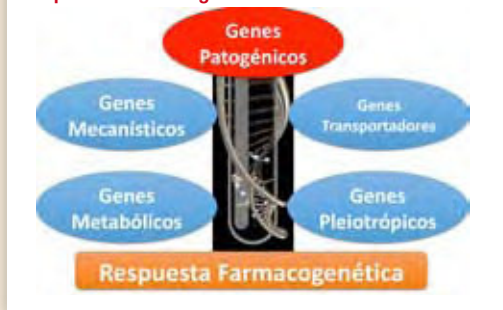 Genes
Patogénicos
Genes
Mecanísticos
Genes
Transportadores
Genes
Metabólicos
Genes
Pleiotrópicos
Respuesta Farmacogenética